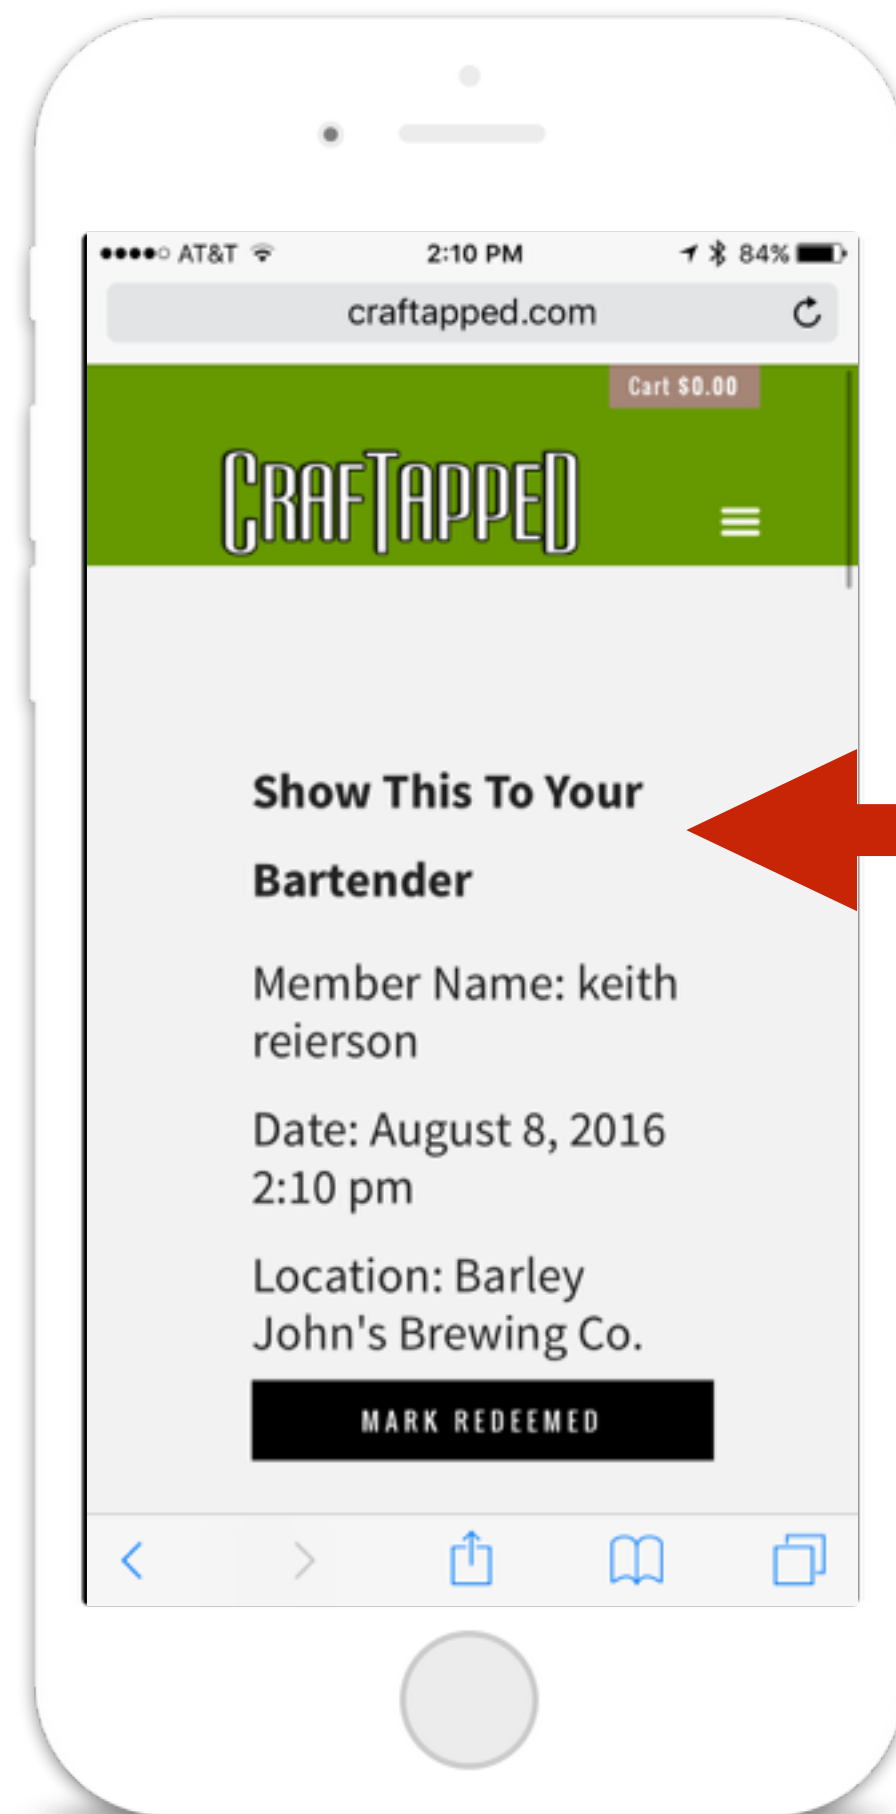 AT&T 2:10 PM 84%
craftapped.com
Cart $0.00
CRAFTAPPED
Show This To Your
Bartender
Member Name: keith
reierson
Date: August 8, 2016
2:10 pm
Location: Barley
John's Brewing Co.
MARK REDEEMED